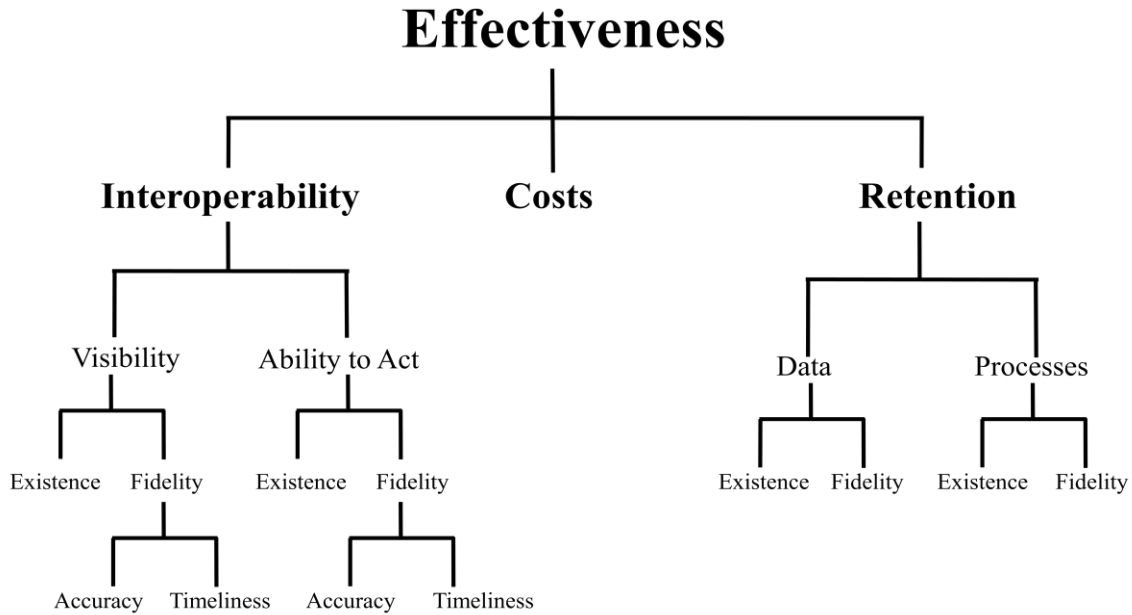 Effectiveness
Interoperability Costs Retention
Visibility Ability to Act Data Processes
Existence Fidelity Existence Fidelity Existence Fidelity Existence Fidelity
Accuracy Timeliness Accuracy Timeliness